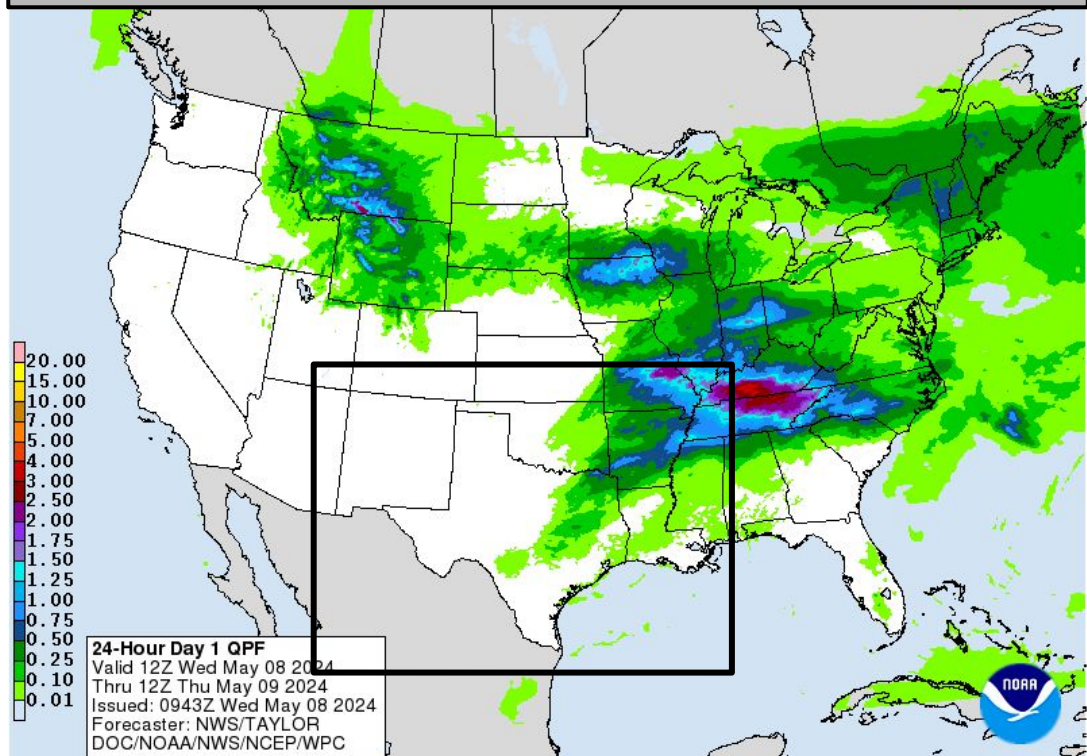 20.00
15.00
10.00
7.00
5.00
4.00
3.00
2.50
2.00
1.75
1.50
1.25
1.00
0.75
0.50
0.25
0.10
0.01
24-Hour Day 1 QPF
Valid 12Z Wed May 08 2024
Thru 12Z Thu May 09 2024
Issued: 0943Z Wed May 08 2024
Forecaster: NWS/TAYLOR
DOC/NOAA/NWS/NCEP/WPC
NOAA